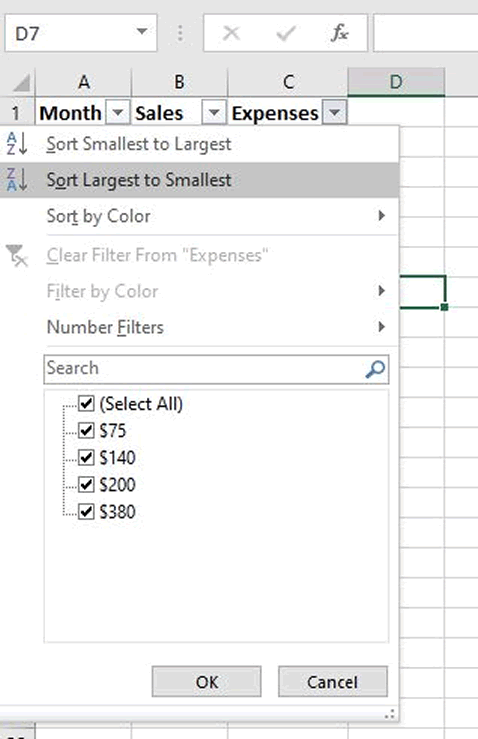 D7 fx
A B C D
1 Month Sales Expenses
Sort Smallest to Largest
Sort Largest to Smallest
Sort by Color
Clear Filter From "Expenses"
Filter by Color
Number Filters
Search
(Select All)
$75
$140
$200
$380
OK Cancel